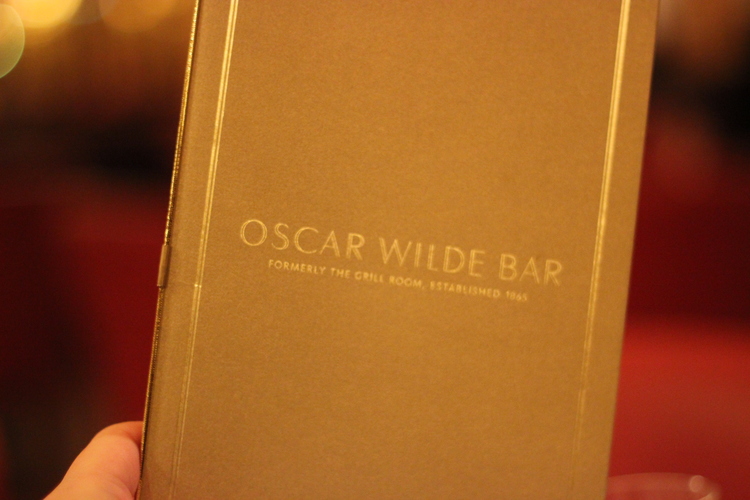 OSCAR WILDE BAR
FORMERLY THE GRILL ROOM, ESTABLISHED 1865